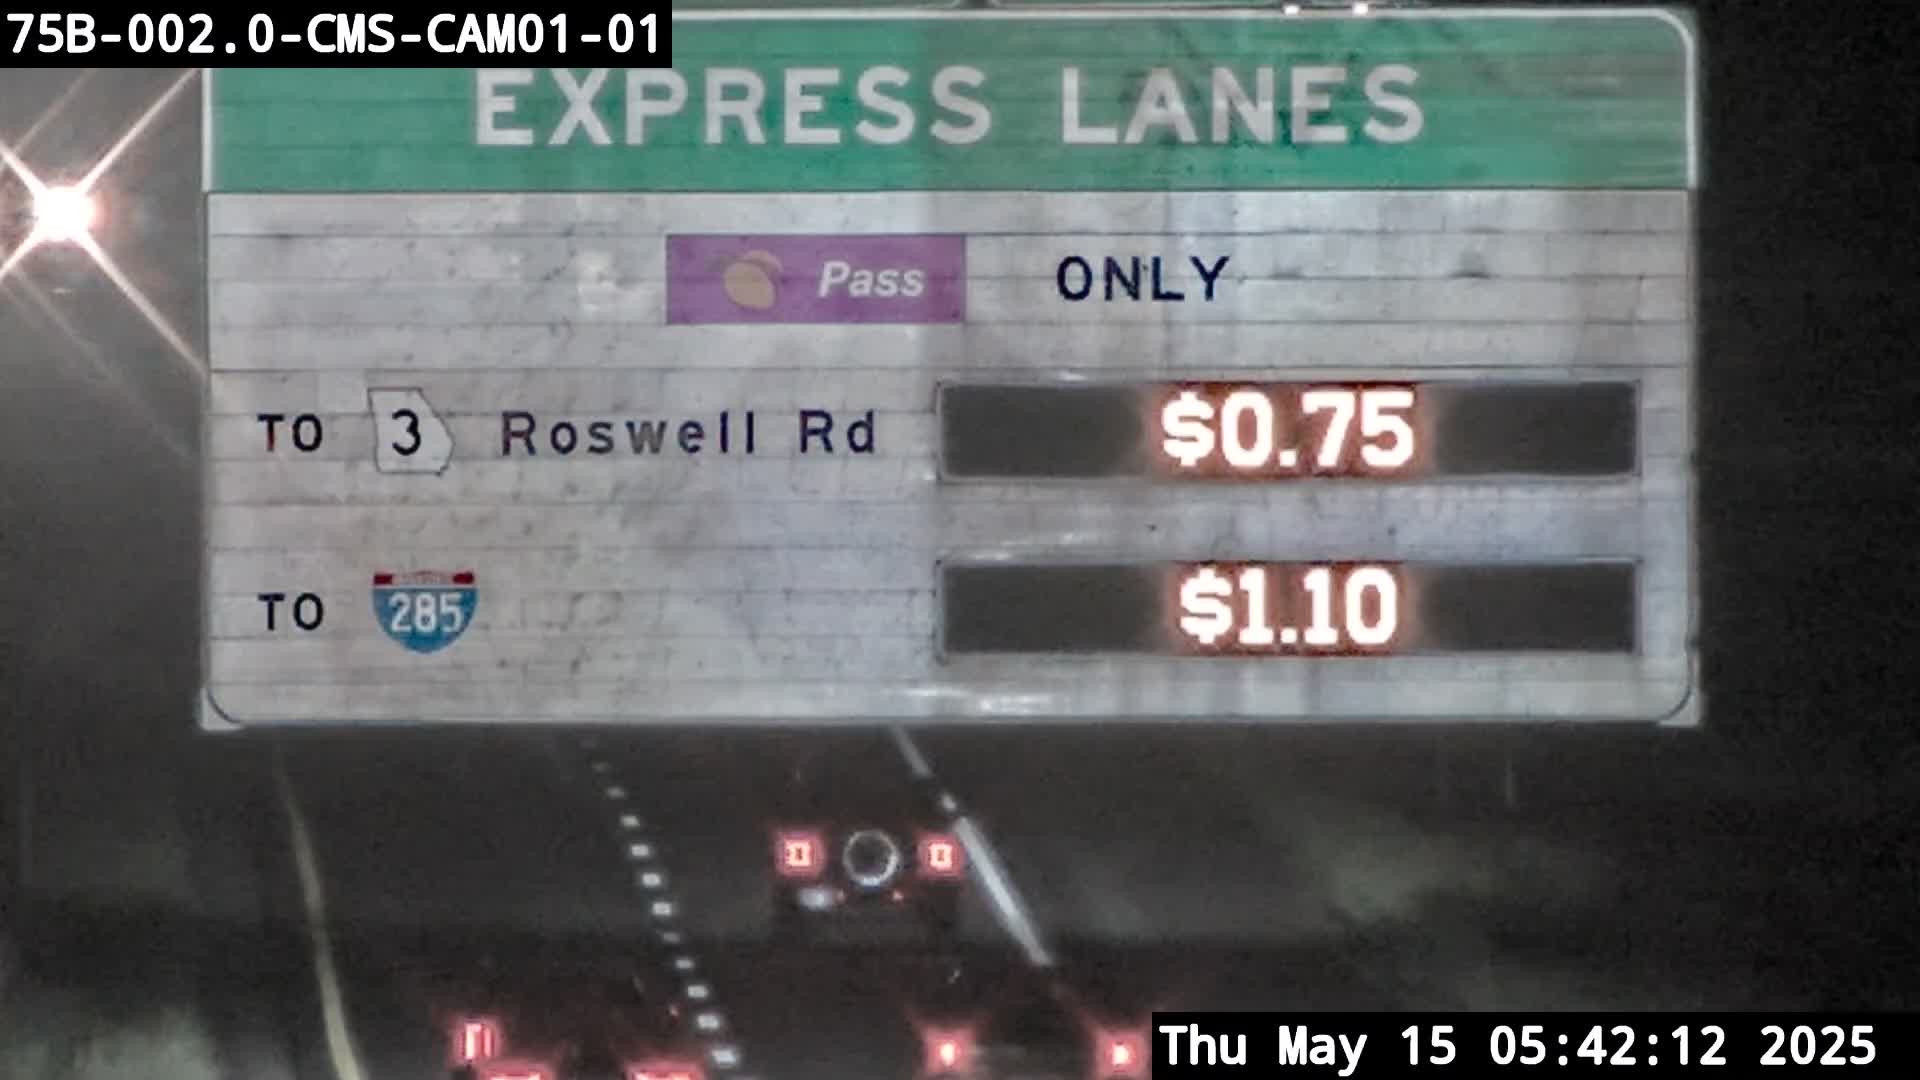 75B-002.0-CMS-CAM01-01
EXPRESS LANES
Pass ONLY
TO 3 Roswell Rd $0.75
TO 285 $1.10
Thu May 15 05:42:12 2025